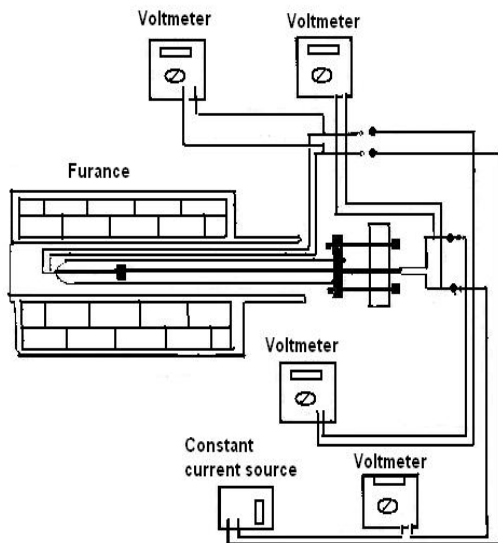 Voltmeter
Voltmeter
Furance
Voltmeter
Constant
current source
Voltmeter